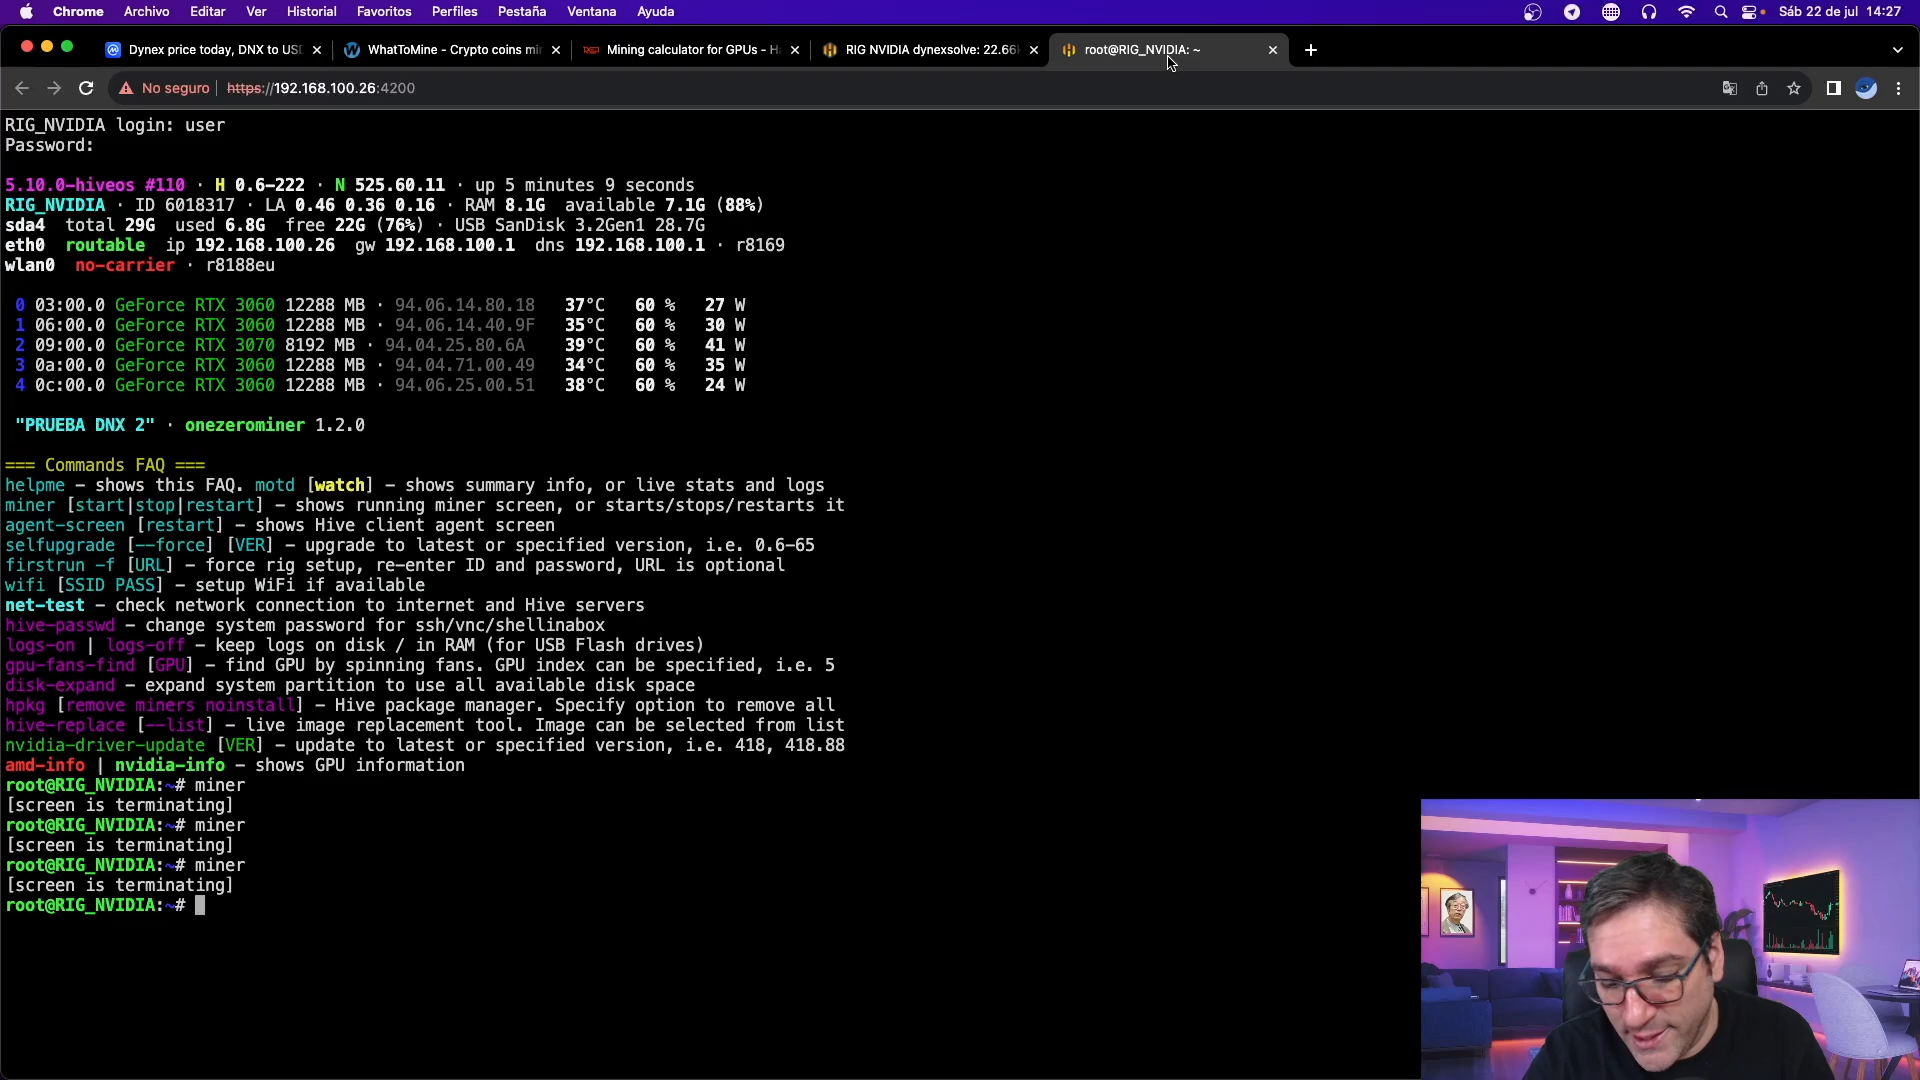 Chrome Archivo Editar Ver Historial Favoritos Perfiles Pestaña Ventana Ayuda Sáb 22 de jul 14:27
Dynex price today, DNX to USD WhatToMine - Crypto coins min Mining calculator for GPUs - Ha RIG NVIDIA dynexsolve: 22.66k root@RIG_NVIDIA: ~
No seguro https://192.168.100.26:4200
RIG_NVIDIA login: user
Password:
5.10.0-hiveos #110 · H 0.6-222 · N 525.60.11 · up 5 minutes 9 seconds
RIG_NVIDIA · ID 6018317 · LA 0.46 0.36 0.16 · RAM 8.1G available 7.1G (88%)
sda4 total 29G used 6.8G free 22G (76%) · USB SanDisk 3.2Gen1 28.7G
eth0 routable ip 192.168.100.26 gw 192.168.100.1 dns 192.168.100.1 · r8169
wlan0 no-carrier · r8188eu
0 03:00.0 GeForce RTX 3060 12288 MB · 94.06.14.80.18 37°C 60 % 27 W
1 06:00.0 GeForce RTX 3060 12288 MB · 94.06.14.40.9F 35°C 60 % 30 W
2 09:00.0 GeForce RTX 3070 8192 MB · 94.04.25.80.6A 39°C 60 % 41 W
3 0a:00.0 GeForce RTX 3060 12288 MB · 94.04.71.00.49 34°C 60 % 35 W
4 0c:00.0 GeForce RTX 3060 12288 MB · 94.06.25.00.51 38°C 60 % 24 W
"PRUEBA DNX 2" · onezerominer 1.2.0
=== Commands FAQ ===
helpme - shows this FAQ. motd [watch] - shows summary info, or live stats and logs
miner [start|stop|restart] - shows running miner screen, or starts/stops/restarts it
agent-screen [restart] - shows Hive client agent screen
selfupgrade [--force] [VER] - upgrade to latest or specified version, i.e. 0.6-65
firstrun -f [URL] - force rig setup, re-enter ID and password, URL is optional
wifi [SSID PASS] - setup WiFi if available
net-test - check network connection to internet and Hive servers
hive-passwd - change system password for ssh/vnc/shellinabox
logs-on | logs-off - keep logs on disk / in RAM (for USB Flash drives)
gpu-fans-find [GPU] - find GPU by spinning fans. GPU index can be specified, i.e. 5
disk-expand - expand system partition to use all available disk space
hpkg [remove miners noinstall] - Hive package manager. Specify option to remove all
hive-replace [--list] - live image replacement tool. Image can be selected from list
nvidia-driver-update [VER] - update to latest or specified version, i.e. 418, 418.88
amd-info | nvidia-info - shows GPU information
root@RIG_NVIDIA:~# miner
[screen is terminating]
root@RIG_NVIDIA:~# miner
[screen is terminating]
root@RIG_NVIDIA:~# miner
[screen is terminating]
root@RIG_NVIDIA:~#